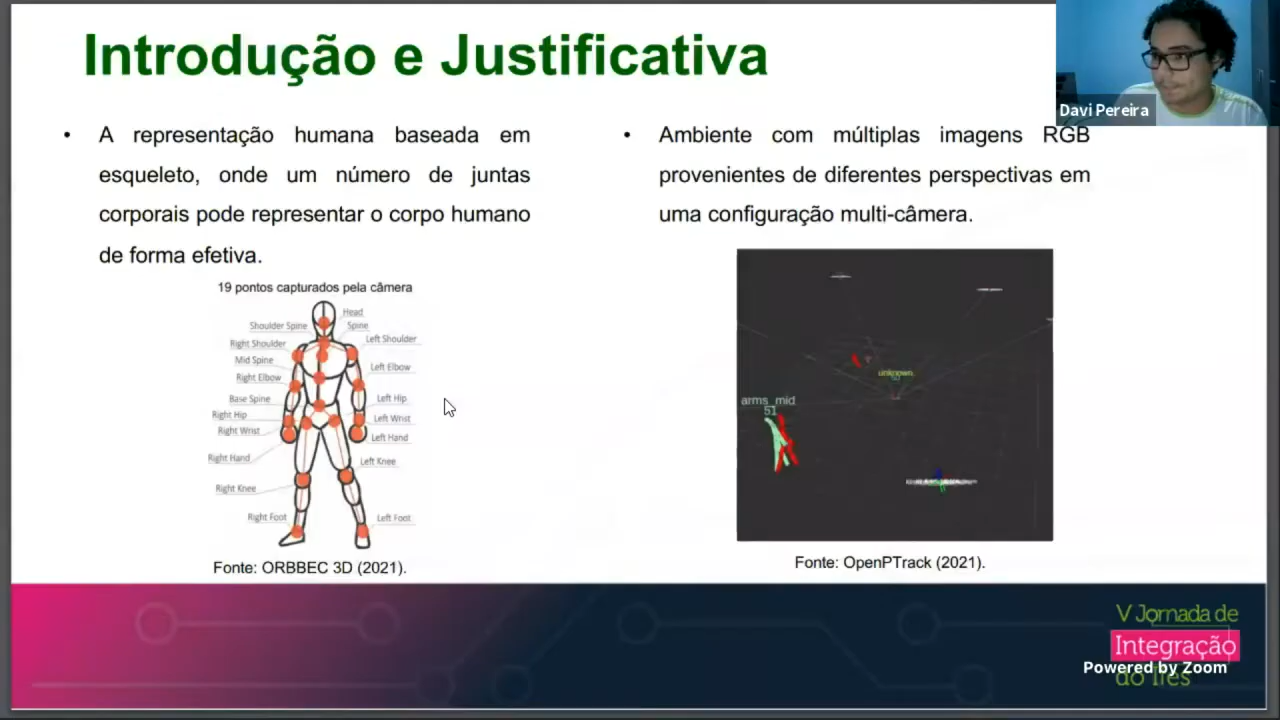 Introdução e Justificativa
Davi Pereira
• A representação humana baseada em
esqueleto, onde um número de juntas
corporais pode representar o corpo humano
de forma efetiva.
19 pontos capturados pela câmera
Head
Shoulder Spine
Spine
Right Shoulder
Left Shoulder
Mid Spine
Left Elbow
Right Elbow
Base Spine
Left Hip
Right Hip
Left Wrist
Right Wrist
Left Hand
Right Hand
Left Knee
Right Knee
Right Foot
Left Foot
Fonte: ORBBEC 3D (2021).
• Ambiente com múltiplas imagens RGB
provenientes de diferentes perspectivas em
uma configuração multi-câmera.
unknown
arms_mid
51
Fonte: OpenPTrack (2021).
V Jornada de
Integração
do Ifes
Powered by Zoom